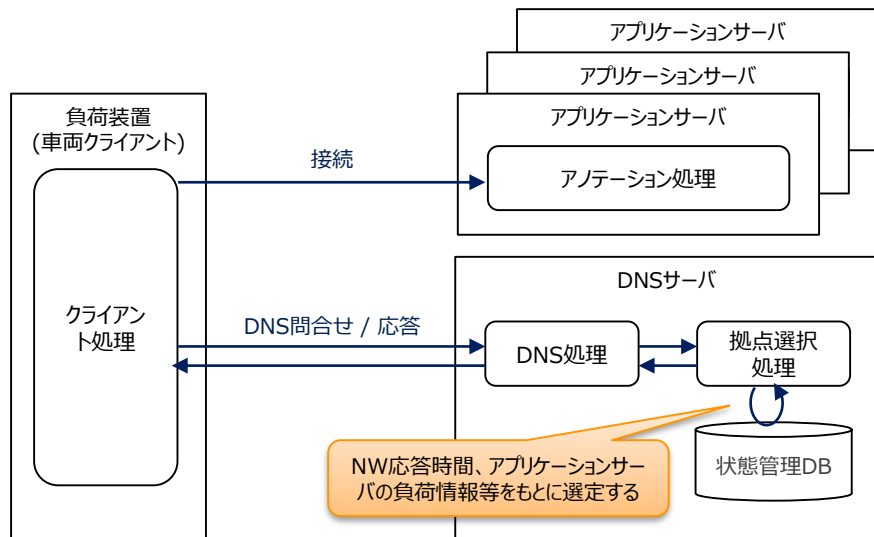 アプリケーションサーバ
アプリケーションサーバ
アプリケーションサーバ
アノテーション処理
負荷装置
(車両クライアント)
接続
クライアン
ト処理
DNS問合せ / 応答
DNSサーバ
DNS処理
拠点選択
処理
NW応答時間、アプリケーションサー
バの負荷情報等をもとに選定する
状態管理DB